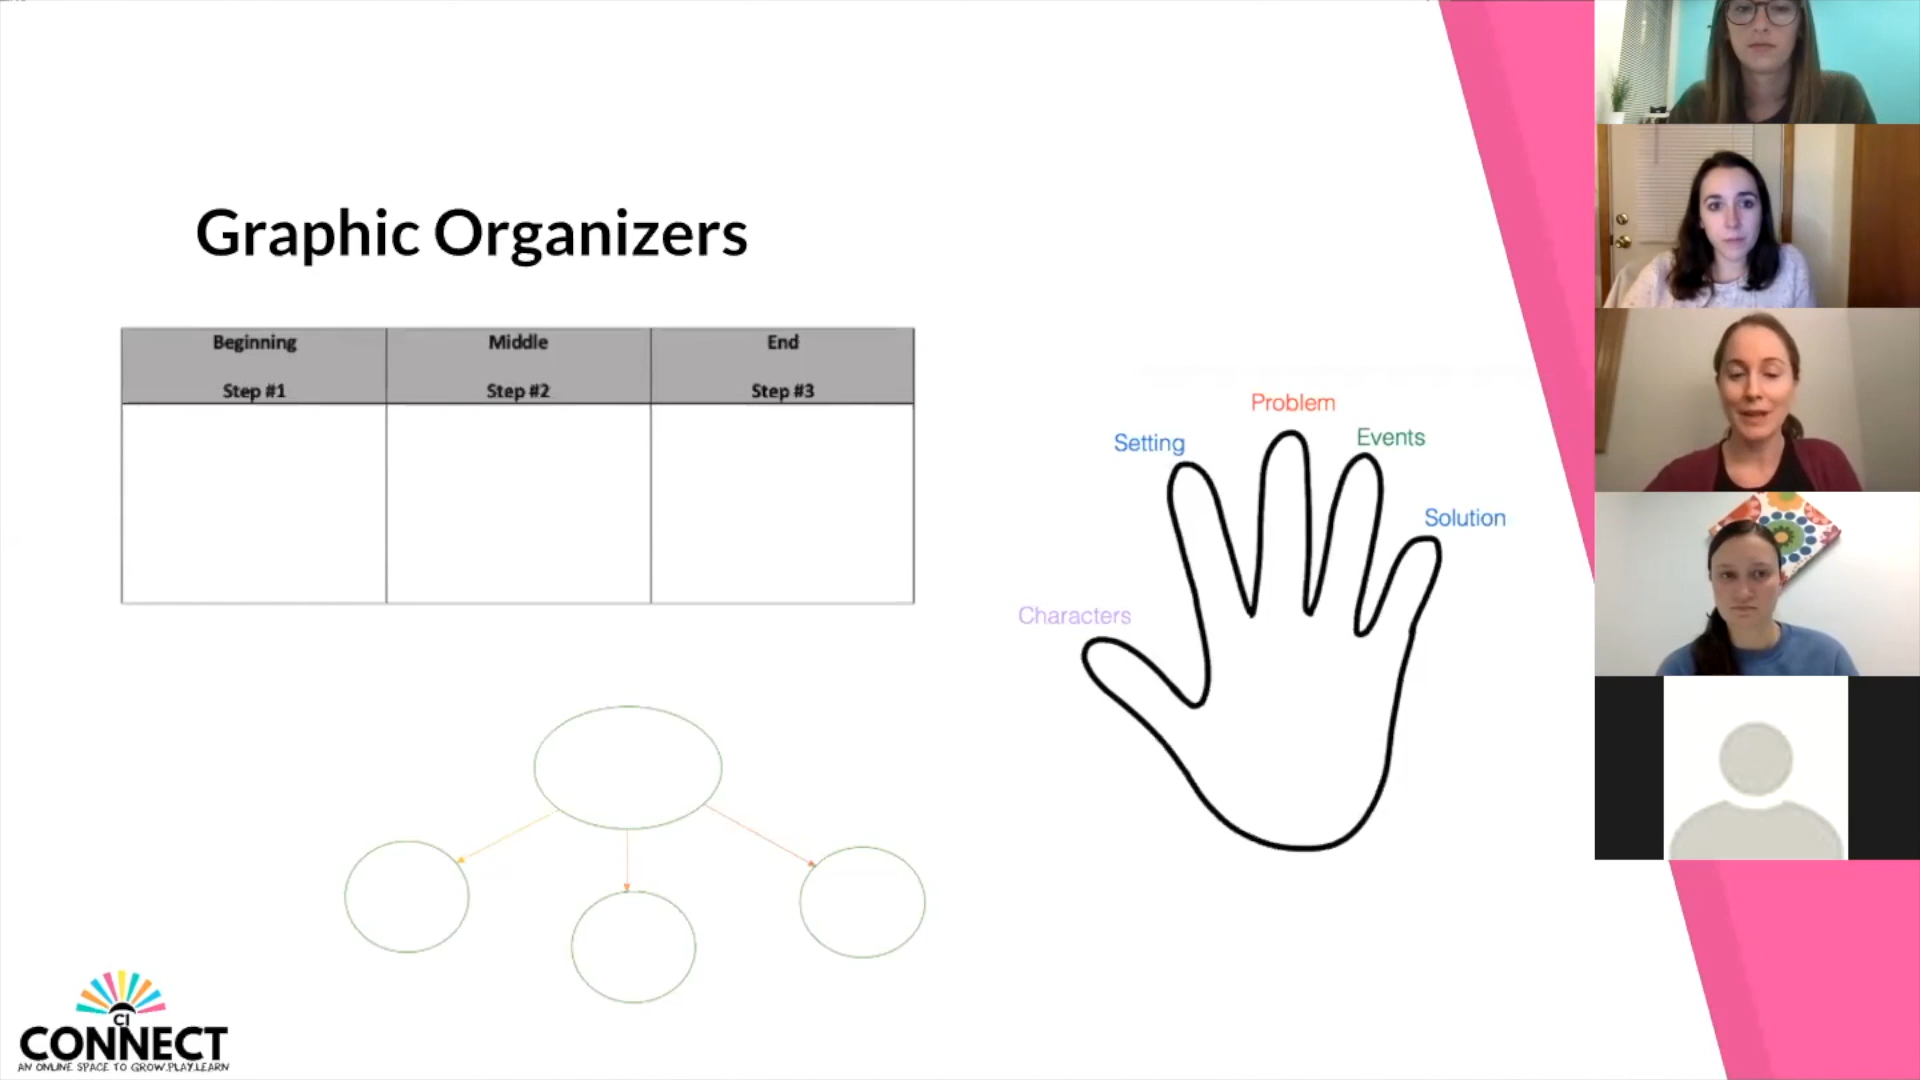 Graphic Organizers
Beginning Middle End
Step #1 Step #2 Step #3
Problem
Setting
Events
Solution
Characters
CI
CONNECT
AN ONLINE SPACE TO GROW.PLAY.LEARN